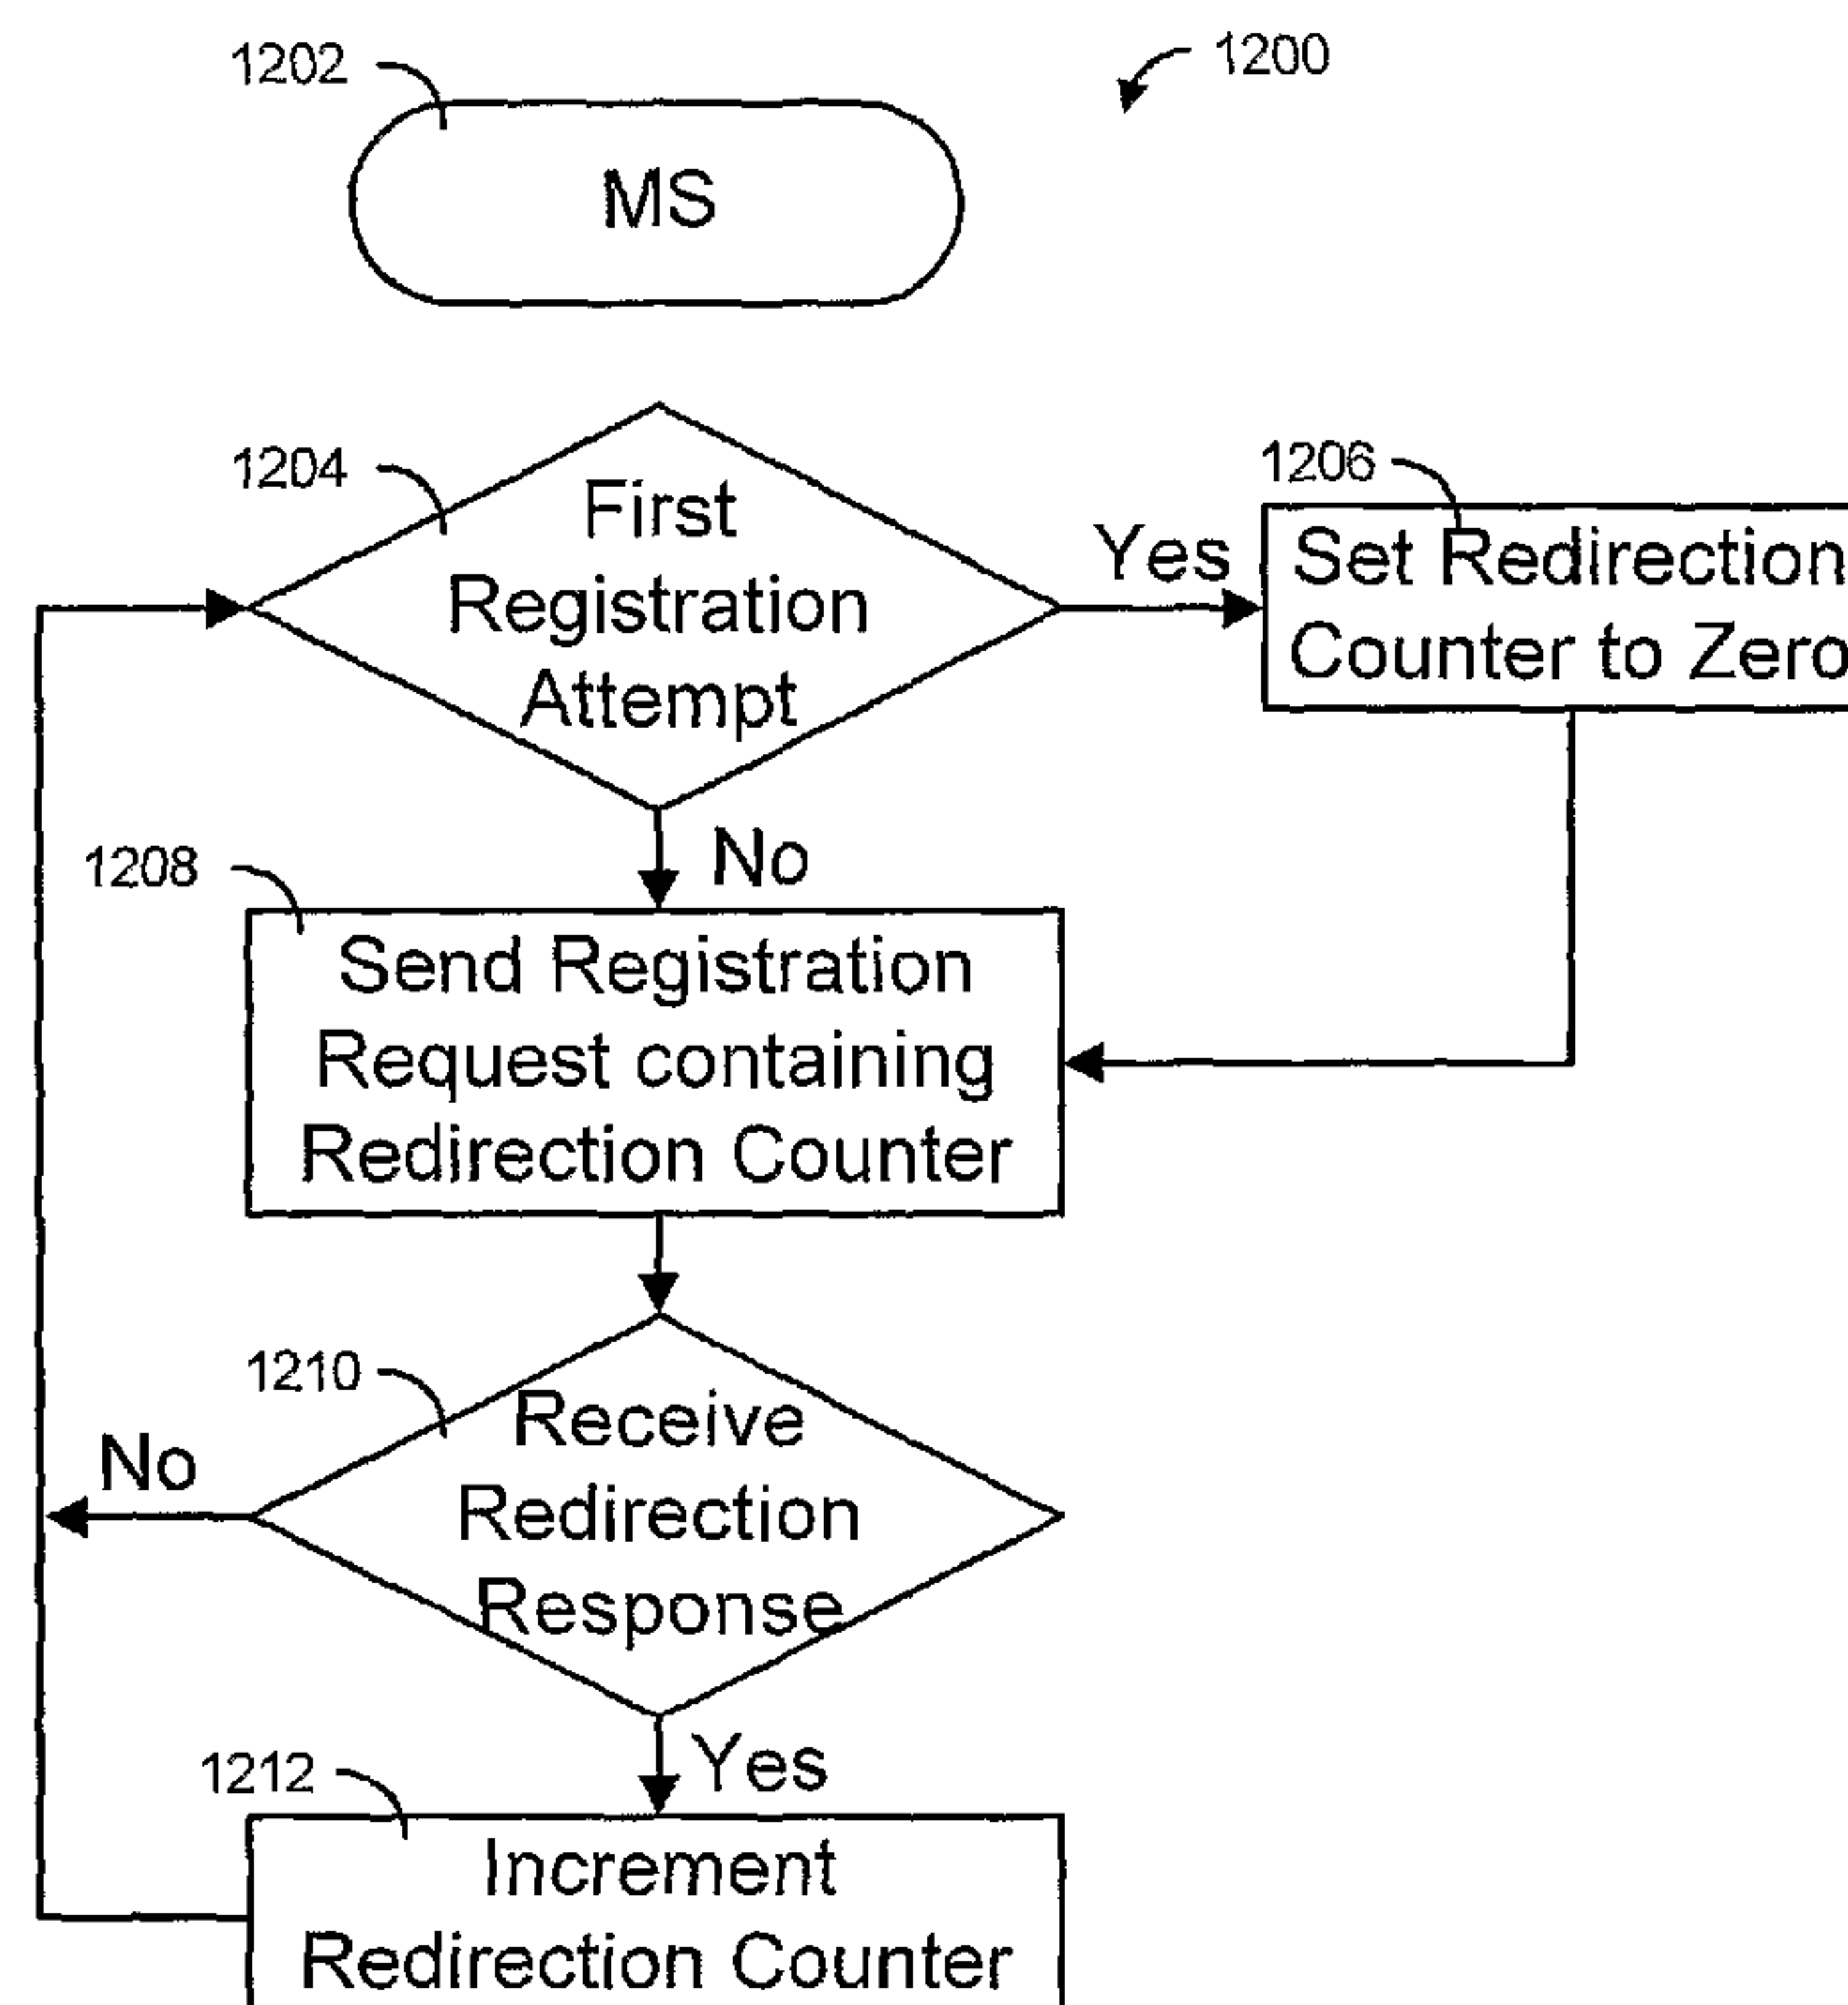 1202
1200
MS
1204
First
Registration
Attempt
Yes
1206
Set Redirection
Counter to Zero
No
1208
Send Registration
Request containing
Redirection Counter
1210
Receive
Redirection
Response
No
Yes
1212
Increment
Redirection Counter